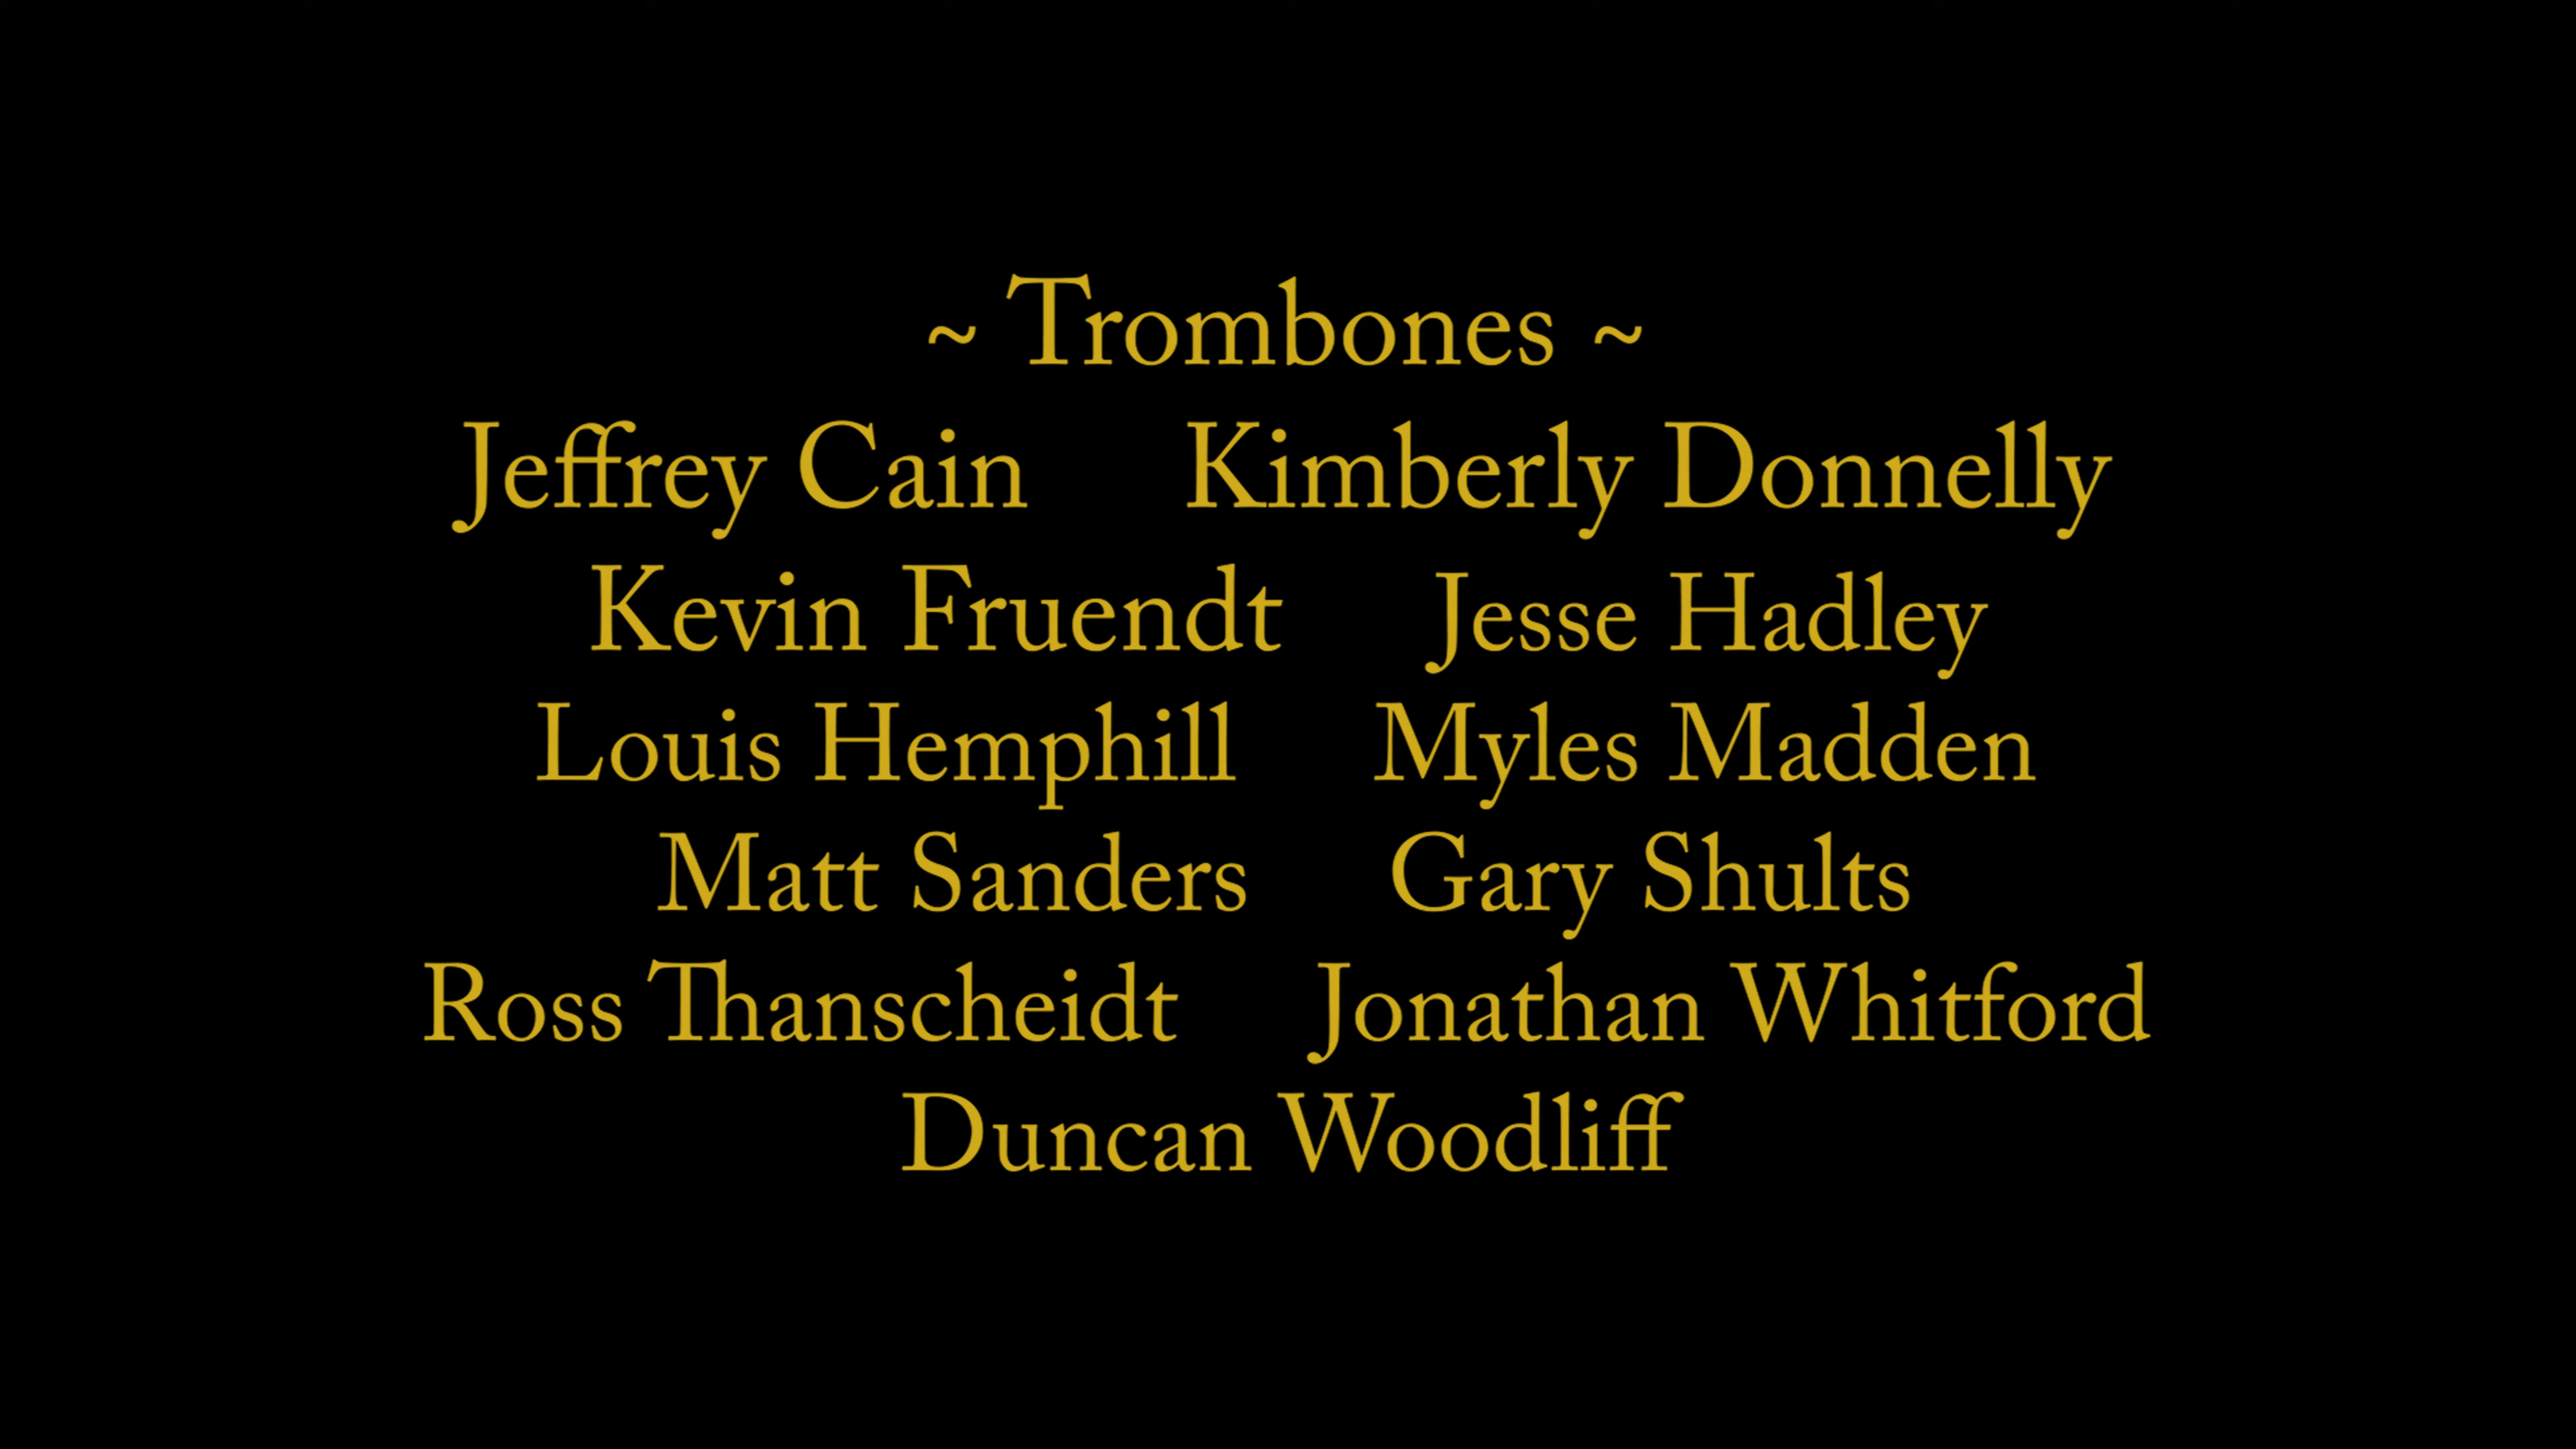 ~ Trombones ~
Jeffrey Cain Kimberly Donnelly
Kevin Fruendt Jesse Hadley
Louis Hemphill Myles Madden
Matt Sanders Gary Shults
Ross Thanscheidt Jonathan Whitford
Duncan Woodliff